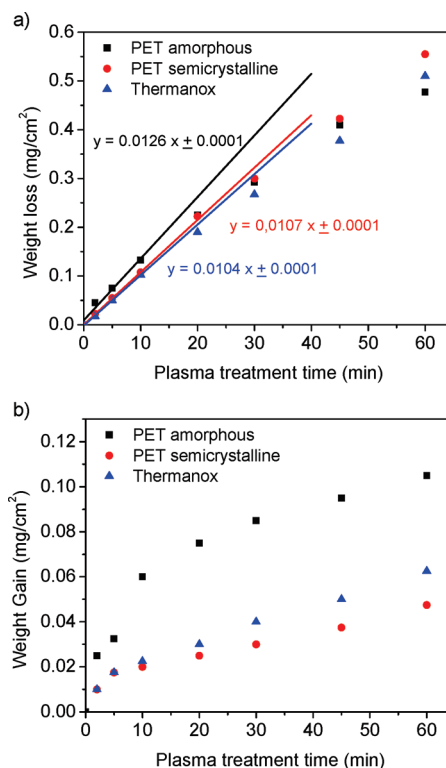 a)
0.6
0.5
0.4
0.3
0.2
0.1
0.0
Weight loss (mg/cm²)
PET amorphous
PET semicrystalline
Thermanox
y = 0.0126 x ± 0.0001
y = 0,0107 x ± 0.0001
y = 0.0104 x ± 0.0001
0 10 20 30 40 50 60
Plasma treatment time (min)
b)
0.12
0.10
0.08
0.06
0.04
0.02
0.00
Weight Gain (mg/cm²)
PET amorphous
PET semicrystalline
Thermanox
0 10 20 30 40 50 60
Plasma treatment time (min)